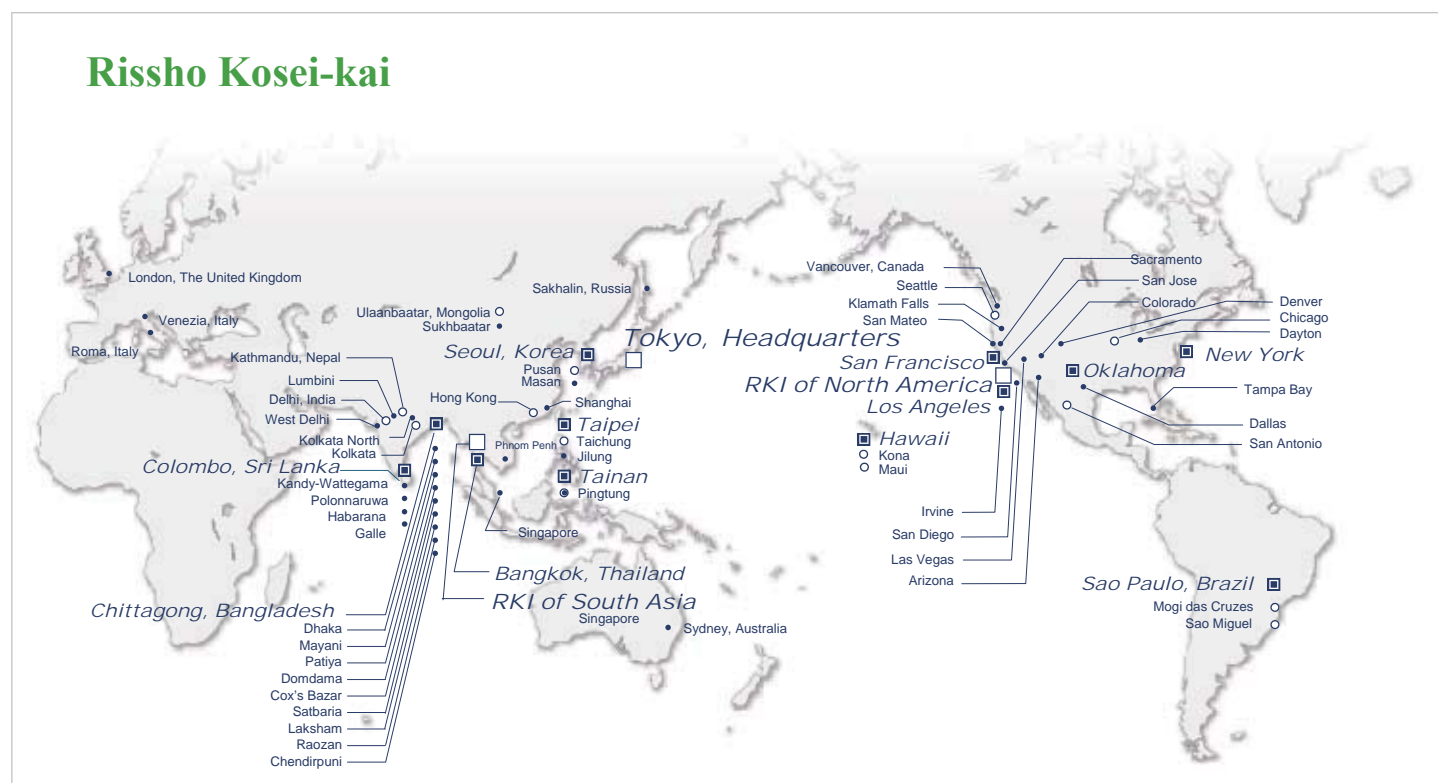 Rissho Kosei-kai
London, The United Kingdom
Venezia, Italy
Roma, Italy
Sakhalin, Russia
Ulaanbaatar, Mongolia
Sukhbaatar
Tokyo, Headquarters
Seoul, Korea
Pusan
Masan
Kathmandu, Nepal
Lumbini
Delhi, India
West Delhi
Kolkata North
Kolkata
Hong Kong
Shanghai
Taipei
Taichung
Jilung
Tainan
Pingtung
Phnom Penh
Colombo, Sri Lanka
Kandy-Wattegama
Polonnaruwa
Habarana
Galle
Singapore
Bangkok, Thailand
RKI of South Asia
Singapore
Sydney, Australia
Chittagong, Bangladesh
Dhaka
Mayani
Patiya
Domdama
Cox's Bazar
Satbaria
Laksham
Raozan
Chendirpuni
Vancouver, Canada
Seattle
Klamath Falls
San Mateo
San Francisco
RKI of North America
Los Angeles
Hawaii
Kona
Maui
Irvine
San Diego
Las Vegas
Arizona
Sacramento
San Jose
Colorado
Denver
Chicago
Dayton
New York
Oklahoma
Tampa Bay
Dallas
San Antonio
Sao Paulo, Brazil
Mogi das Cruzes
Sao Miguel